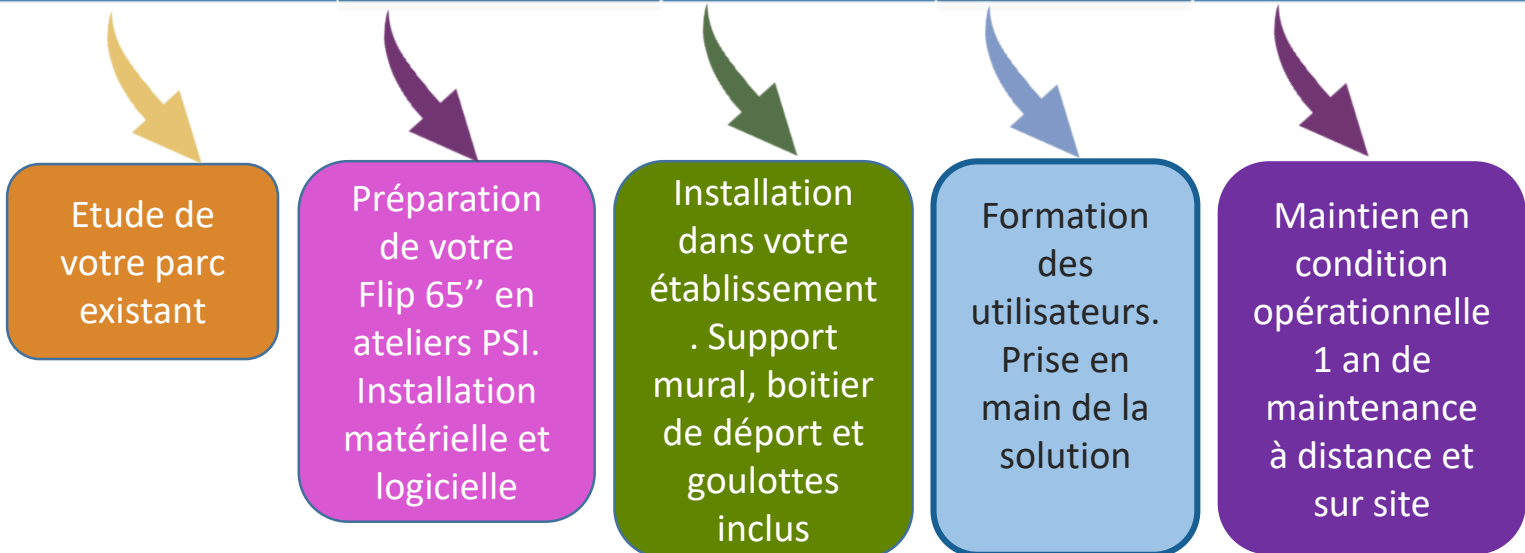 Etude de
votre parc
existant
Préparation
de votre
Flip 65’’ en
ateliers PSI.
Installation
matérielle et
logicielle
Installation
dans votre
établissement
. Support
mural, boitier
de déport et
goulottes
inclus
Formation
des
utilisateurs.
Prise en
main de la
solution
Maintien en
condition
opérationnelle
1 an de
maintenance
à distance et
sur site